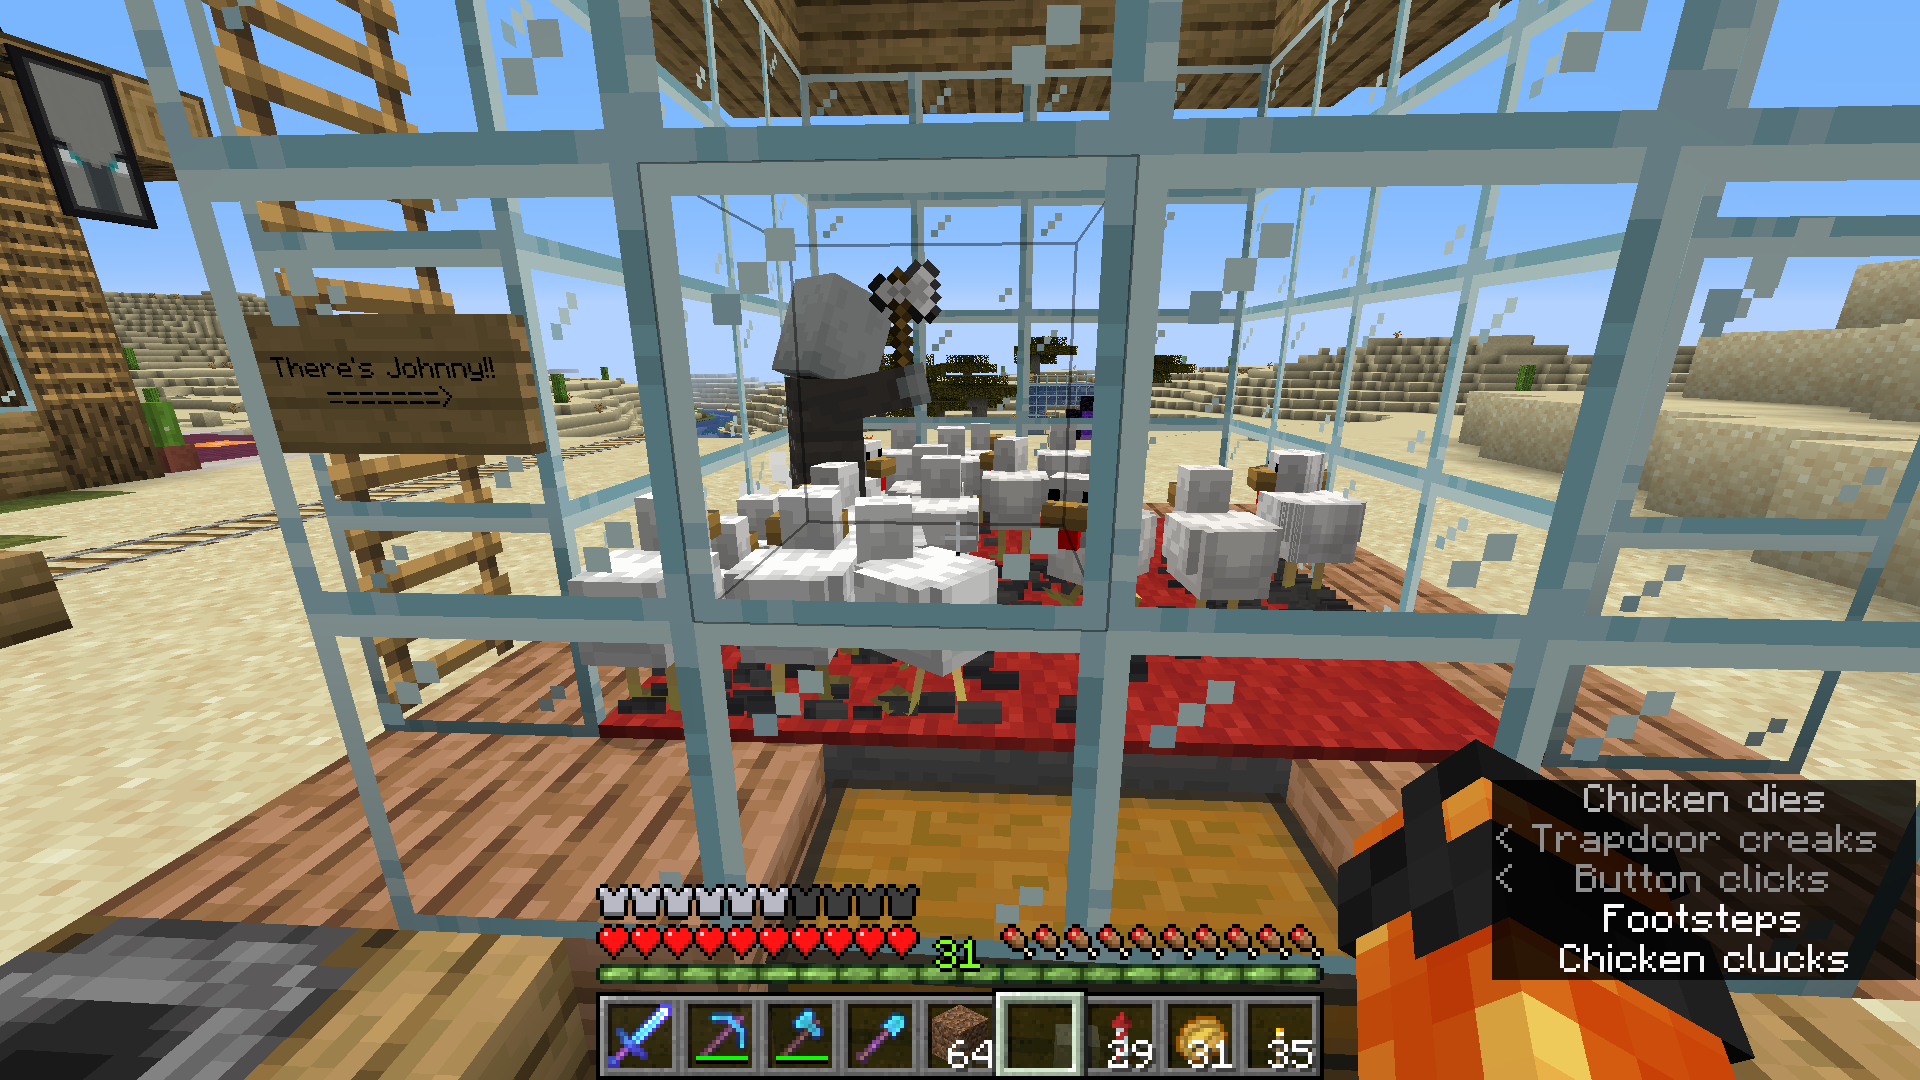 There's Johnny!!
=======>
Chicken dies
< Trapdoor creaks
< Button clicks
Footsteps
Chicken clucks
31
64
29
31
35